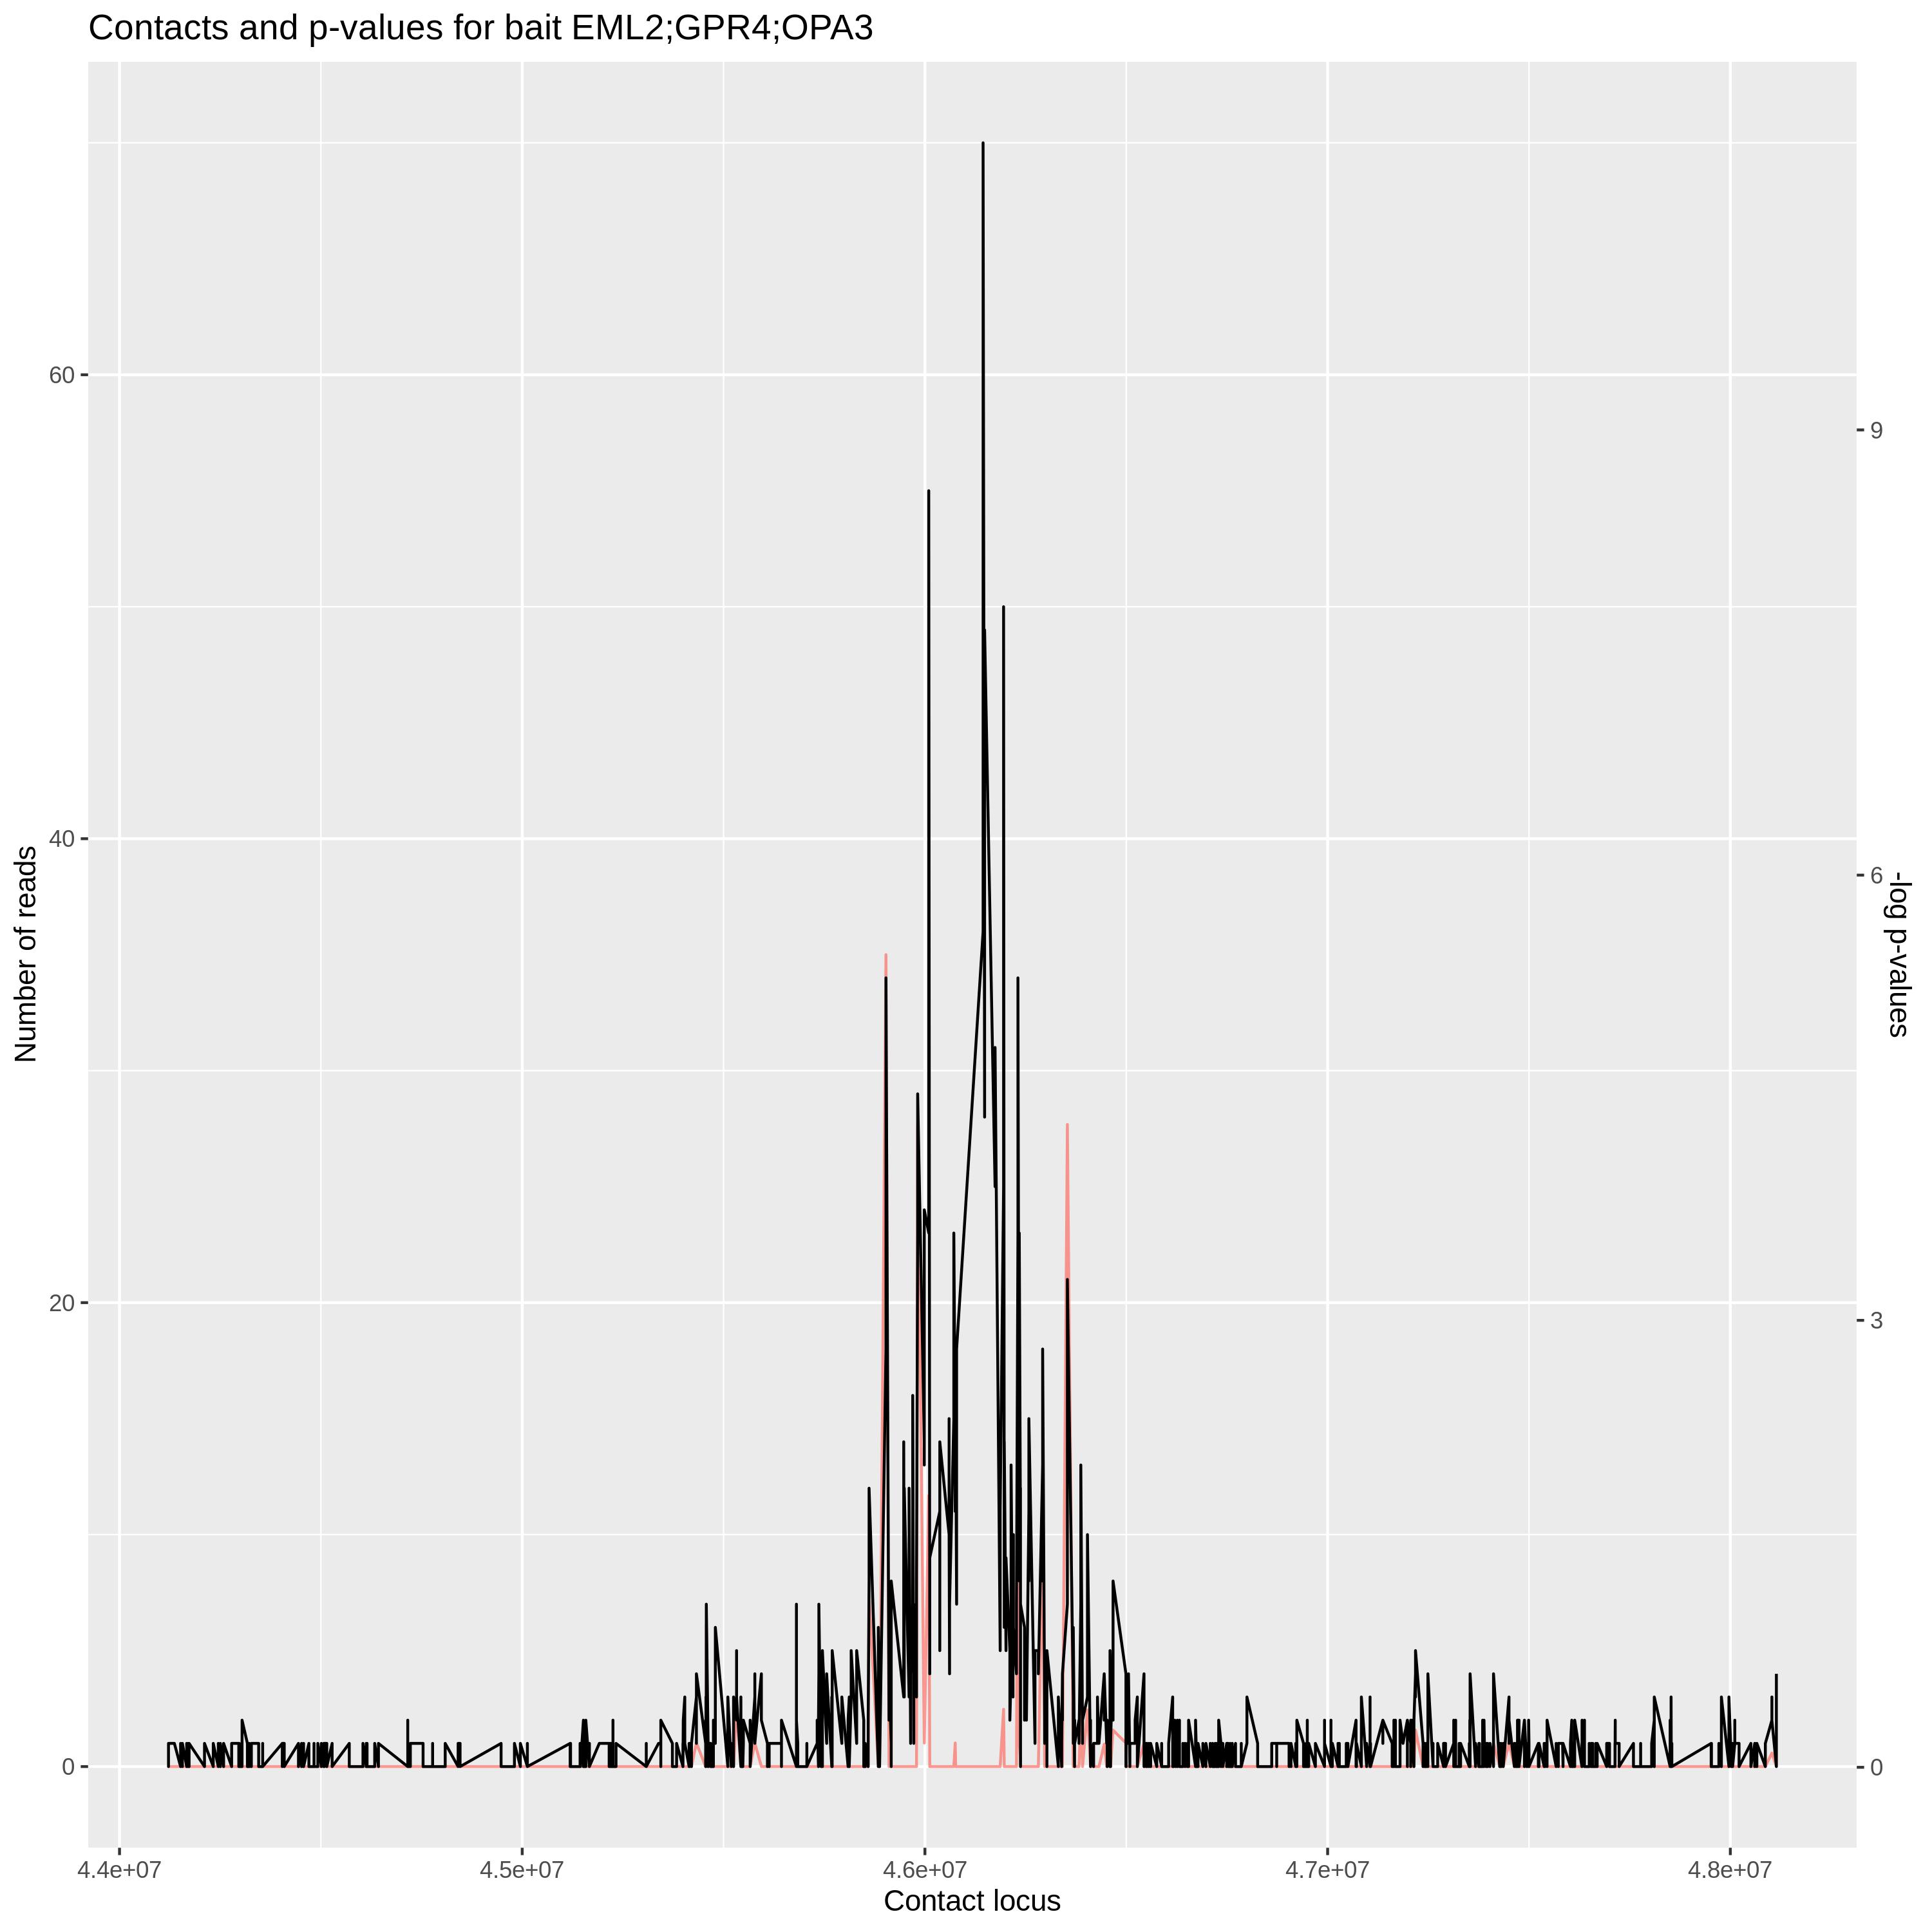 Contacts and p-values for bait EML2;GPR4;OPA3
60
40
20
0
Number of reads
9
6
3
0
-log p-values
4.4e+07
4.5e+07
4.6e+07
4.7e+07
4.8e+07
Contact locus